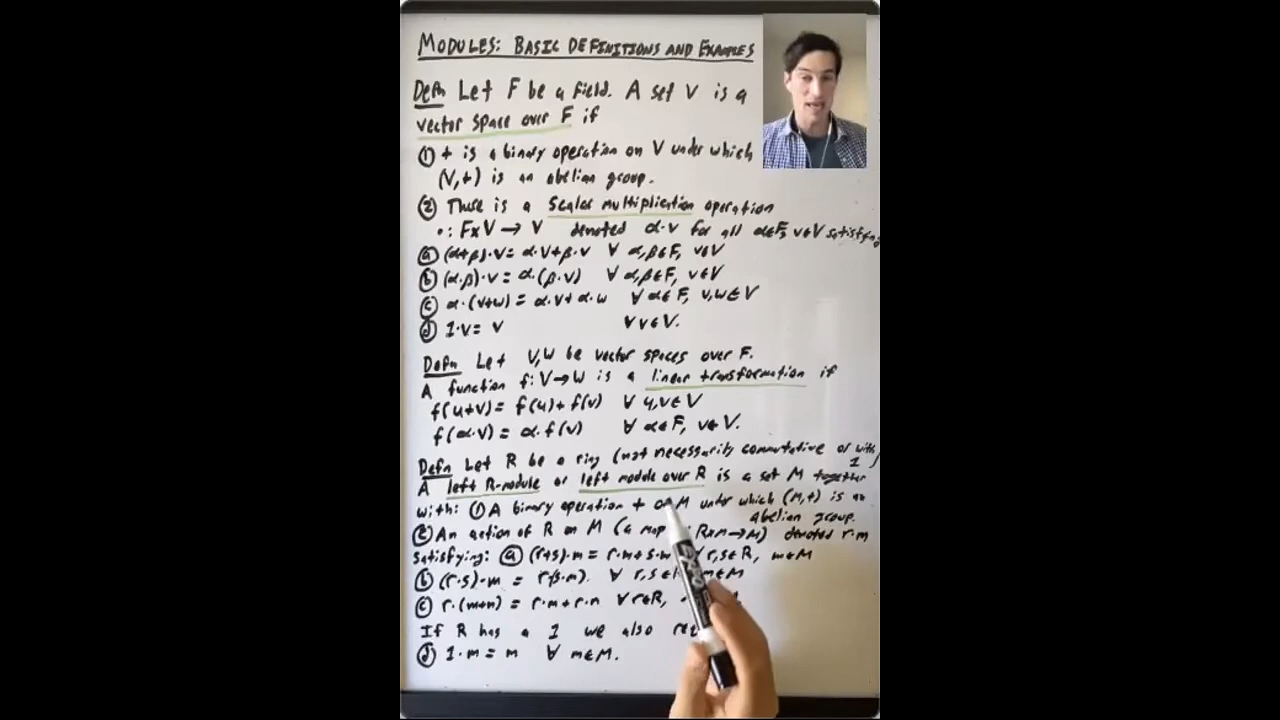 MODULES: BASIC DEFINITIONS AND EXAMPLES
Defn Let F be a field. A set V is a
vector space over F if
① + is a binary operation on V under which
(V,+) is an abelian group.
② There is a scalar multiplication operation
•: F×V → V denoted α·v for all α∈F, v∈V satisfying
ⓐ (α+β)·v = α·v+β·v ∀ α,β∈F, v∈V
ⓑ (α·β)·v = α·(β·v) ∀ α,β∈F, v∈V
ⓒ α·(v+w) = α·v+α·w ∀ α∈F, v,w∈V
ⓓ 1·v = v ∀ v∈V.
Defn Let V,W be vector spaces over F.
A function f: V→W is a linear transformation if
f(u+v) = f(u)+f(v) ∀ u,v∈V
f(α·v) = α·f(v) ∀ α∈F, v∈V.
Defn Let R be a ring (not necessarily commutative or with 1)
A left R-module or left module over R is a set M together
with: ① A binary operation + on M under which (M,+) is an
abelian group.
② An action of R on M (a map : R×M→M) denoted r·m
satisfying: ⓐ (r+s)·m = r·m+s·m ∀ r,s∈R, m∈M
ⓑ (r·s)·m = r(s·m). ∀ r,s∈ m∈M
ⓒ r·(m+n) = r·m+r·n ∀ r∈R,
If R has a 1 we also
ⓓ 1·m = m ∀ m∈M.
EXPO